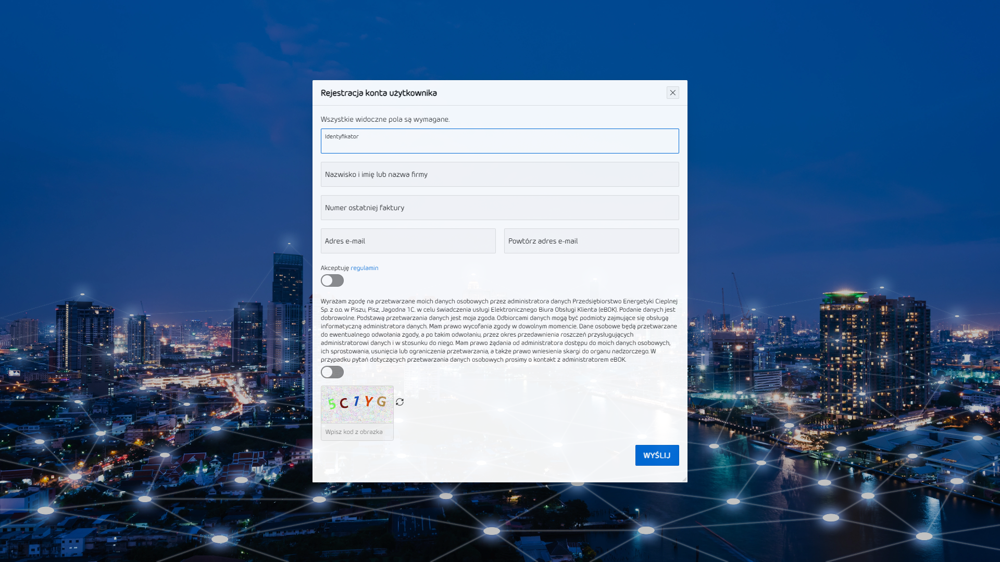 Rejestracja konta użytkownika
Wszystkie widoczne pola są wymagane.
Identyfikator
Nazwisko i imię lub nazwa firmy
Numer ostatniej faktury
Adres e-mail
Powtórz adres e-mail
Akceptuję regulamin
Wyrażam zgodę na przetwarzane moich danych osobowych przez administratora danych Przedsiębiorstwo Energetyki Cieplnej
Sp. z o.o. w Piszu, Pisz, Jagodna 1C. w celu świadczenia usługi Elektronicznego Biura Obsługi Klienta (eBOK). Podanie danych jest
dobrowolne. Podstawą przetwarzania danych jest moja zgoda. Odbiorcami danych mogą być podmioty zajmujące się obsługą
informatyczną administratora danych. Mam prawo wycofania zgody w dowolnym momencie. Dane osobowe będą przetwarzane
do ewentualnego odwołania zgody, a po takim odwołaniu, przez okres przedawnienia roszczeń przysługujących
administratorowi danych i w stosunku do niego. Mam prawo żądania od administratora dostępu do moich danych osobowych,
ich sprostowania, usunięcia lub ograniczenia przetwarzania, a także prawo wniesienia skargi do organu nadzorczego. W
przypadku pytań dotyczących przetwarzania danych osobowych prosimy o kontakt z administratorem eBOK.
5C1YG
Wpisz kod z obrazka
WYŚLIJ